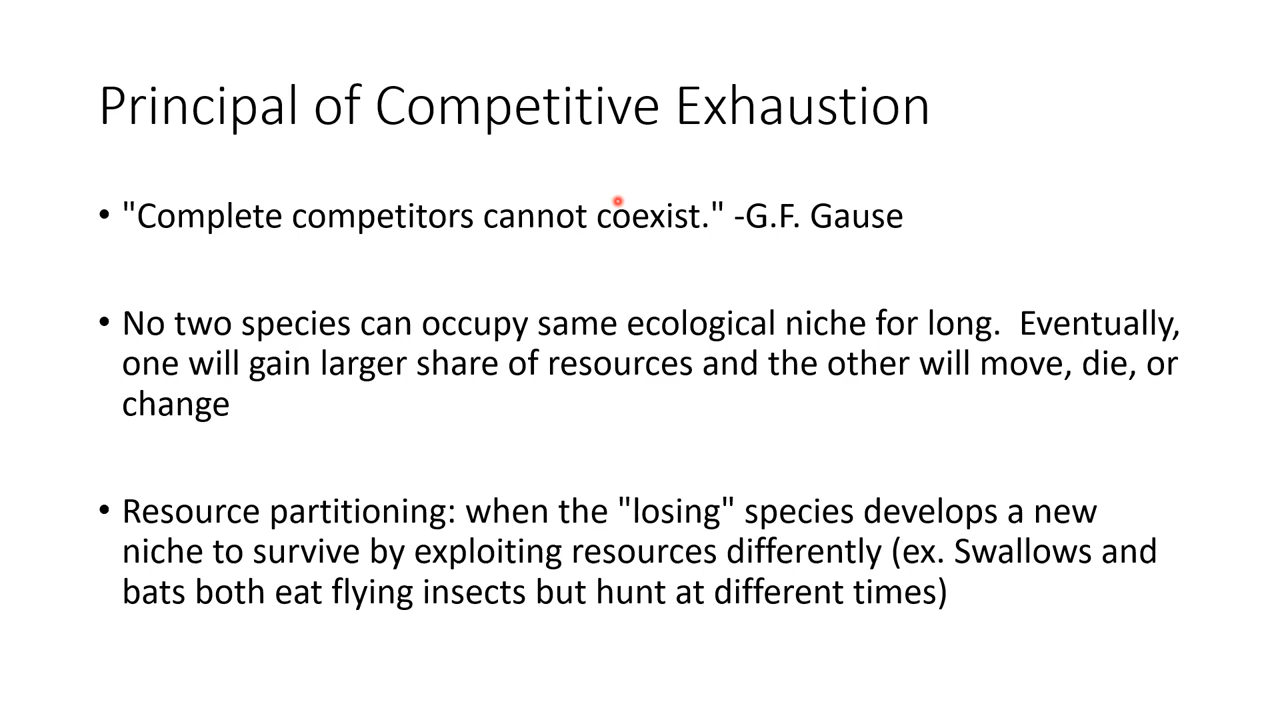 Principal of Competitive Exhaustion
• "Complete competitors cannot coexist." -G.F. Gause
• No two species can occupy same ecological niche for long.  Eventually,
one will gain larger share of resources and the other will move, die, or
change
• Resource partitioning: when the "losing" species develops a new
niche to survive by exploiting resources differently (ex. Swallows and
bats both eat flying insects but hunt at different times)